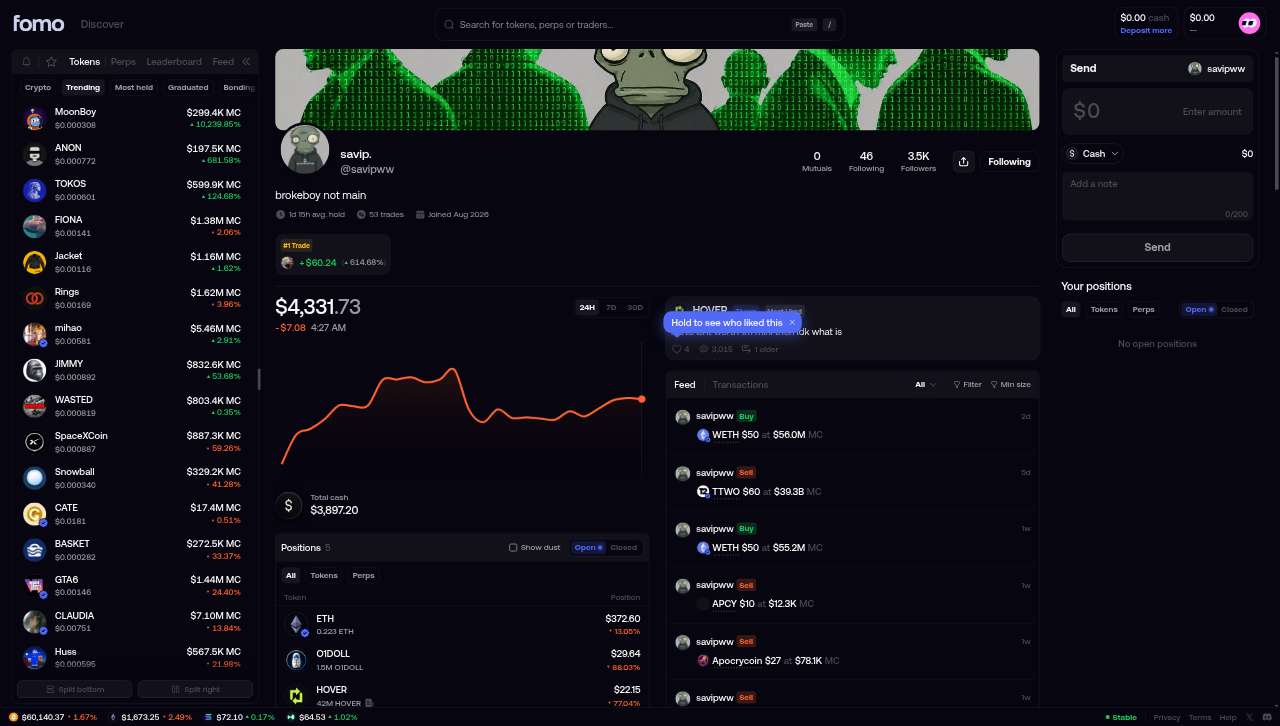 fomo
Discover
Search for tokens, perps or traders...
Paste
/
$0.00 cash
Deposit more
$0.00
—
Tokens Perps Leaderboard Feed
Crypto Trending Most held Graduated Bonding
MoonBoy $299.4K MC
$0.000308 10,239.85%
ANON $197.5K MC
$0.000772 681.58%
TOKOS $599.9K MC
$0.000601 124.68%
FIONA $1.38M MC
$0.00141 2.06%
Jacket $1.16M MC
$0.00116 1.62%
Rings $1.62M MC
$0.00169 3.96%
mihao $5.46M MC
$0.00581 2.91%
JIMMY $832.6K MC
$0.000892 53.68%
WASTED $803.4K MC
$0.000819 0.35%
SpaceXCoin $887.3K MC
$0.000887 59.26%
Snowball $329.2K MC
$0.000340 41.28%
CATE $17.4M MC
$0.0181 0.51%
BASKET $272.5K MC
$0.000282 33.37%
GTA6 $1.44M MC
$0.00146 24.40%
CLAUDIA $7.10M MC
$0.00751 13.84%
Huss $567.5K MC
$0.000595 21.98%
Split bottom Split right
savip.
@savipww
0 46 3.5K
Mutuals Following Followers
Following
brokeboy not main
1d 15h avg. hold 53 trades Joined Aug 2026
#1 Trade
+$60.24 614.68%
$4,331.73
24H 7D 30D
-$7.08 4:27 AM
Total cash
$3,897.20
Positions 5
Show dust
Open Closed
All Tokens Perps
Token Position
ETH $372.60
0.223 ETH 13.05%
O1DOLL $29.64
1.5M O1DOLL 88.03%
HOVER $22.15
42M HOVER 77.04%
HOVER
Hold to see who liked this ×
idk what is
4 3,015 1 older
Feed Transactions
All Filter Min size
savipww Buy 2d
WETH $50 at $56.0M MC
savipww Sell 5d
TTWO $60 at $39.3B MC
savipww Buy 1w
WETH $50 at $55.2M MC
savipww Sell 1w
APCY $10 at $12.3K MC
savipww Sell 1w
Apocrycoin $27 at $78.1K MC
savipww Sell 1w
Send savipww
$0 Enter amount
$ Cash $0
Add a note
0/200
Send
Your positions
All Tokens Perps Open Closed
No open positions
$60,140.37 1.67% $1,673.25 2.49% $72.10 0.17% $64.53 1.02%
Stable Privacy Terms Help